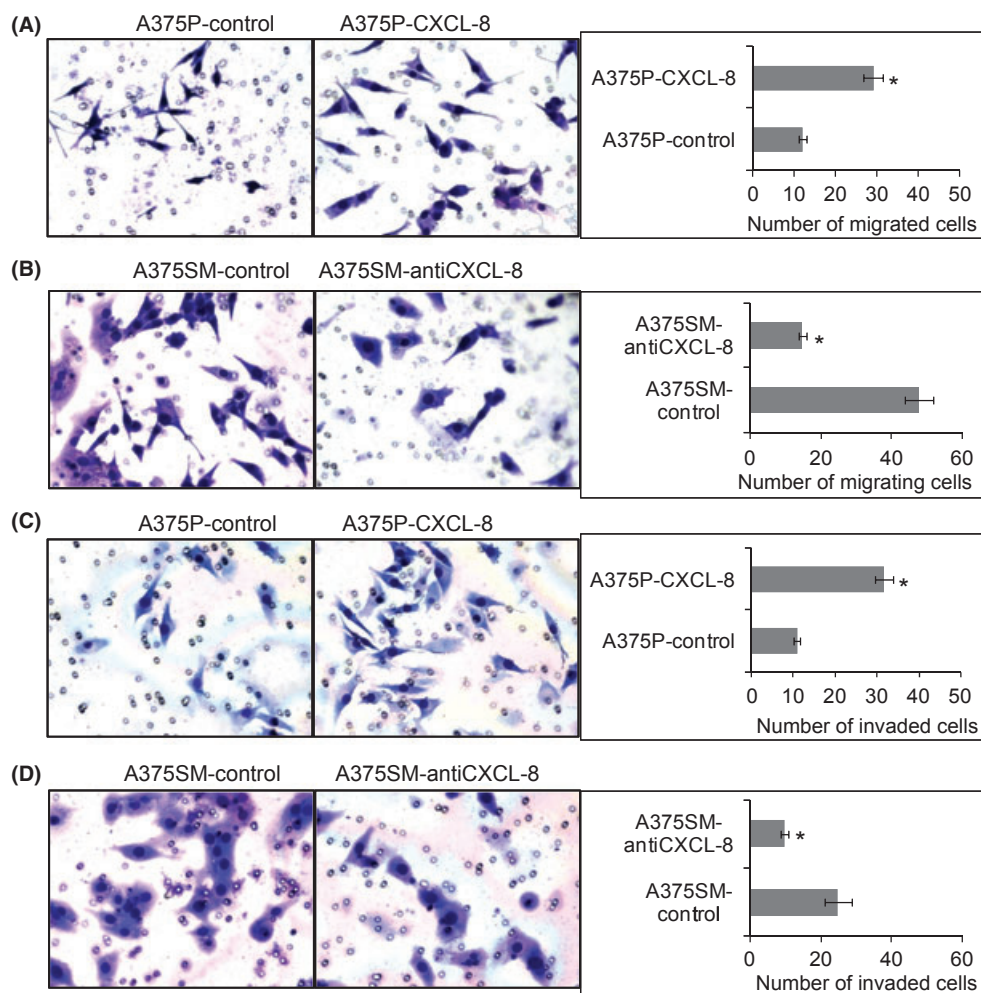 (A)
A375P-control A375P-CXCL-8
A375P-CXCL-8
*
A375P-control
0 10 20 30 40 50
Number of migrated cells
(B)
A375SM-control A375SM-antiCXCL-8
A375SM-
antiCXCL-8
*
A375SM-
control
0 20 40 60
Number of migrating cells
(C)
A375P-control A375P-CXCL-8
A375P-CXCL-8
*
A375P-control
0 10 20 30 40 50
Number of invaded cells
(D)
A375SM-control A375SM-antiCXCL-8
A375SM-
antiCXCL-8
*
A375SM-
control
0 20 40 60
Number of invaded cells